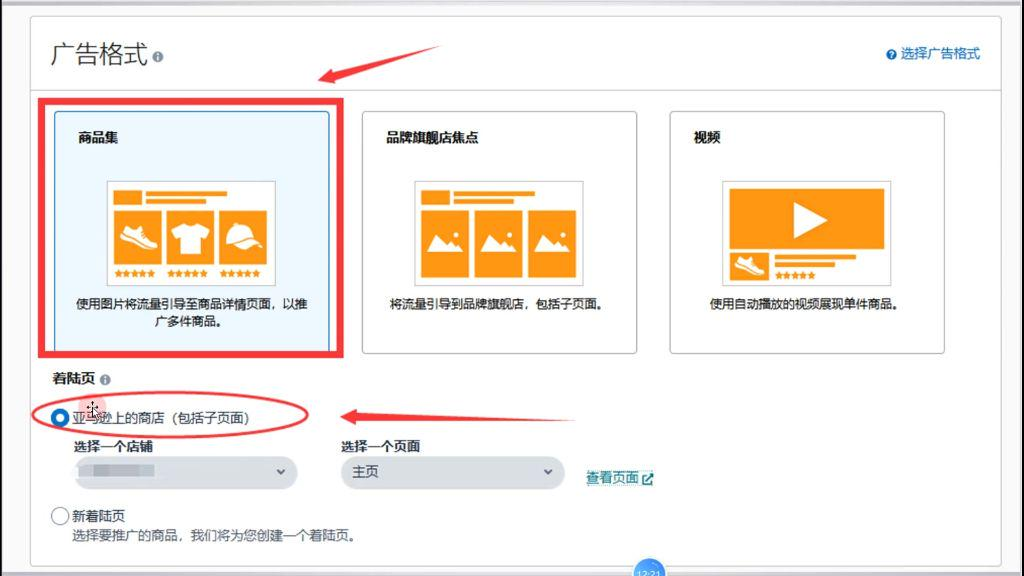 广告格式
选择广告格式
商品集
使用图片将流量引导至商品详情页面，以推
广多件商品。
品牌旗舰店焦点
将流量引导到品牌旗舰店，包括子页面。
视频
使用自动播放的视频展现单件商品。
着陆页
亚马逊上的商店（包括子页面）
选择一个店铺
选择一个页面
主页
查看页面
新着陆页
选择要推广的商品，我们将为您创建一个着陆页。
12:21